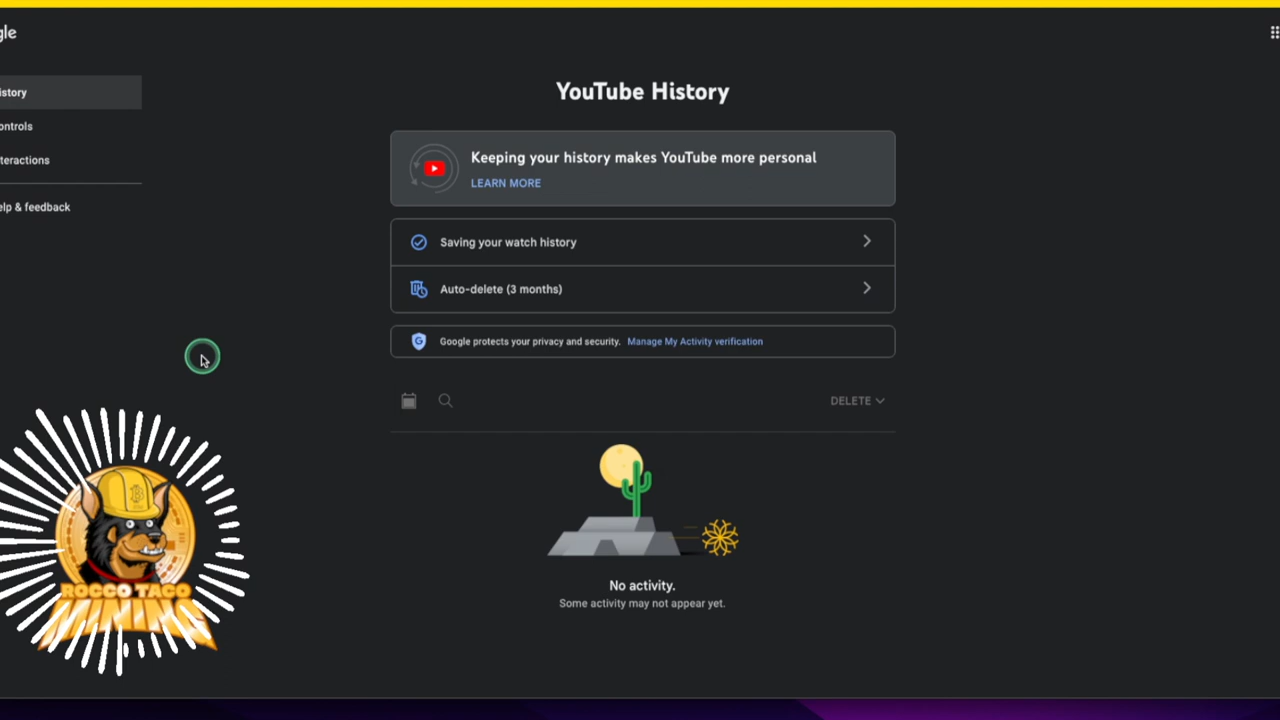 gle
istory
ontrols
teractions
elp & feedback
YouTube History
Keeping your history makes YouTube more personal
LEARN MORE
Saving your watch history
Auto-delete (3 months)
Google protects your privacy and security. Manage My Activity verification
DELETE
No activity.
Some activity may not appear yet.
ROCCO TACO
MINING